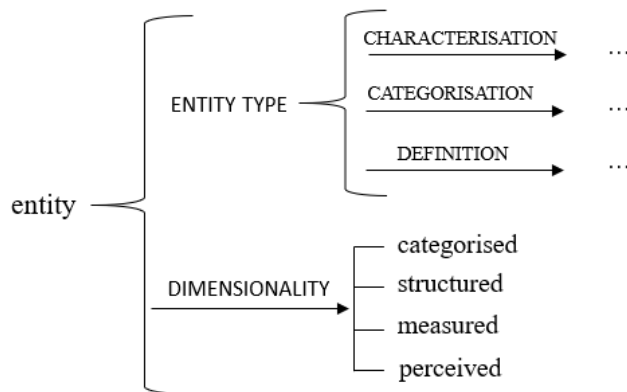 CHARACTERISATION
...
ENTITY TYPE
CATEGORISATION
...
DEFINITION
...
entity
DIMENSIONALITY
categorised
structured
measured
perceived